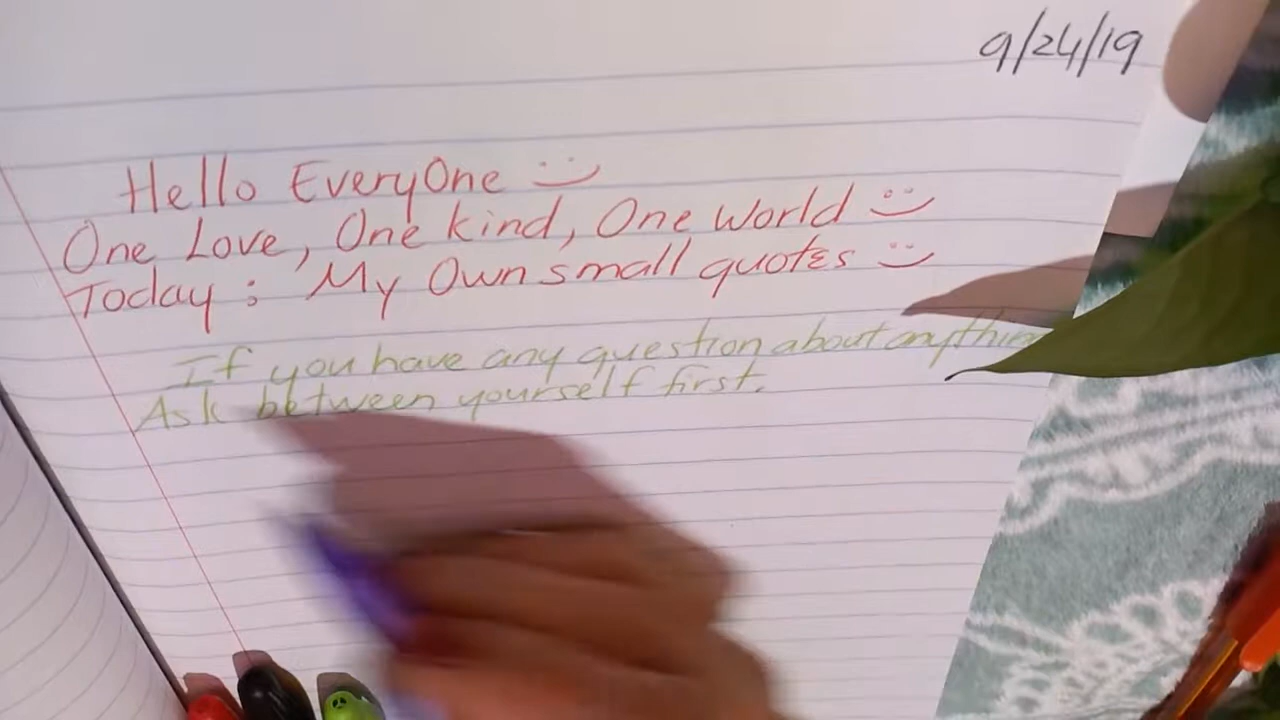 9/24/19
Hello EveryOne
One Love, One kind, One World
Today : My Own small quotes
If you have any question about
Ask between yourself first.